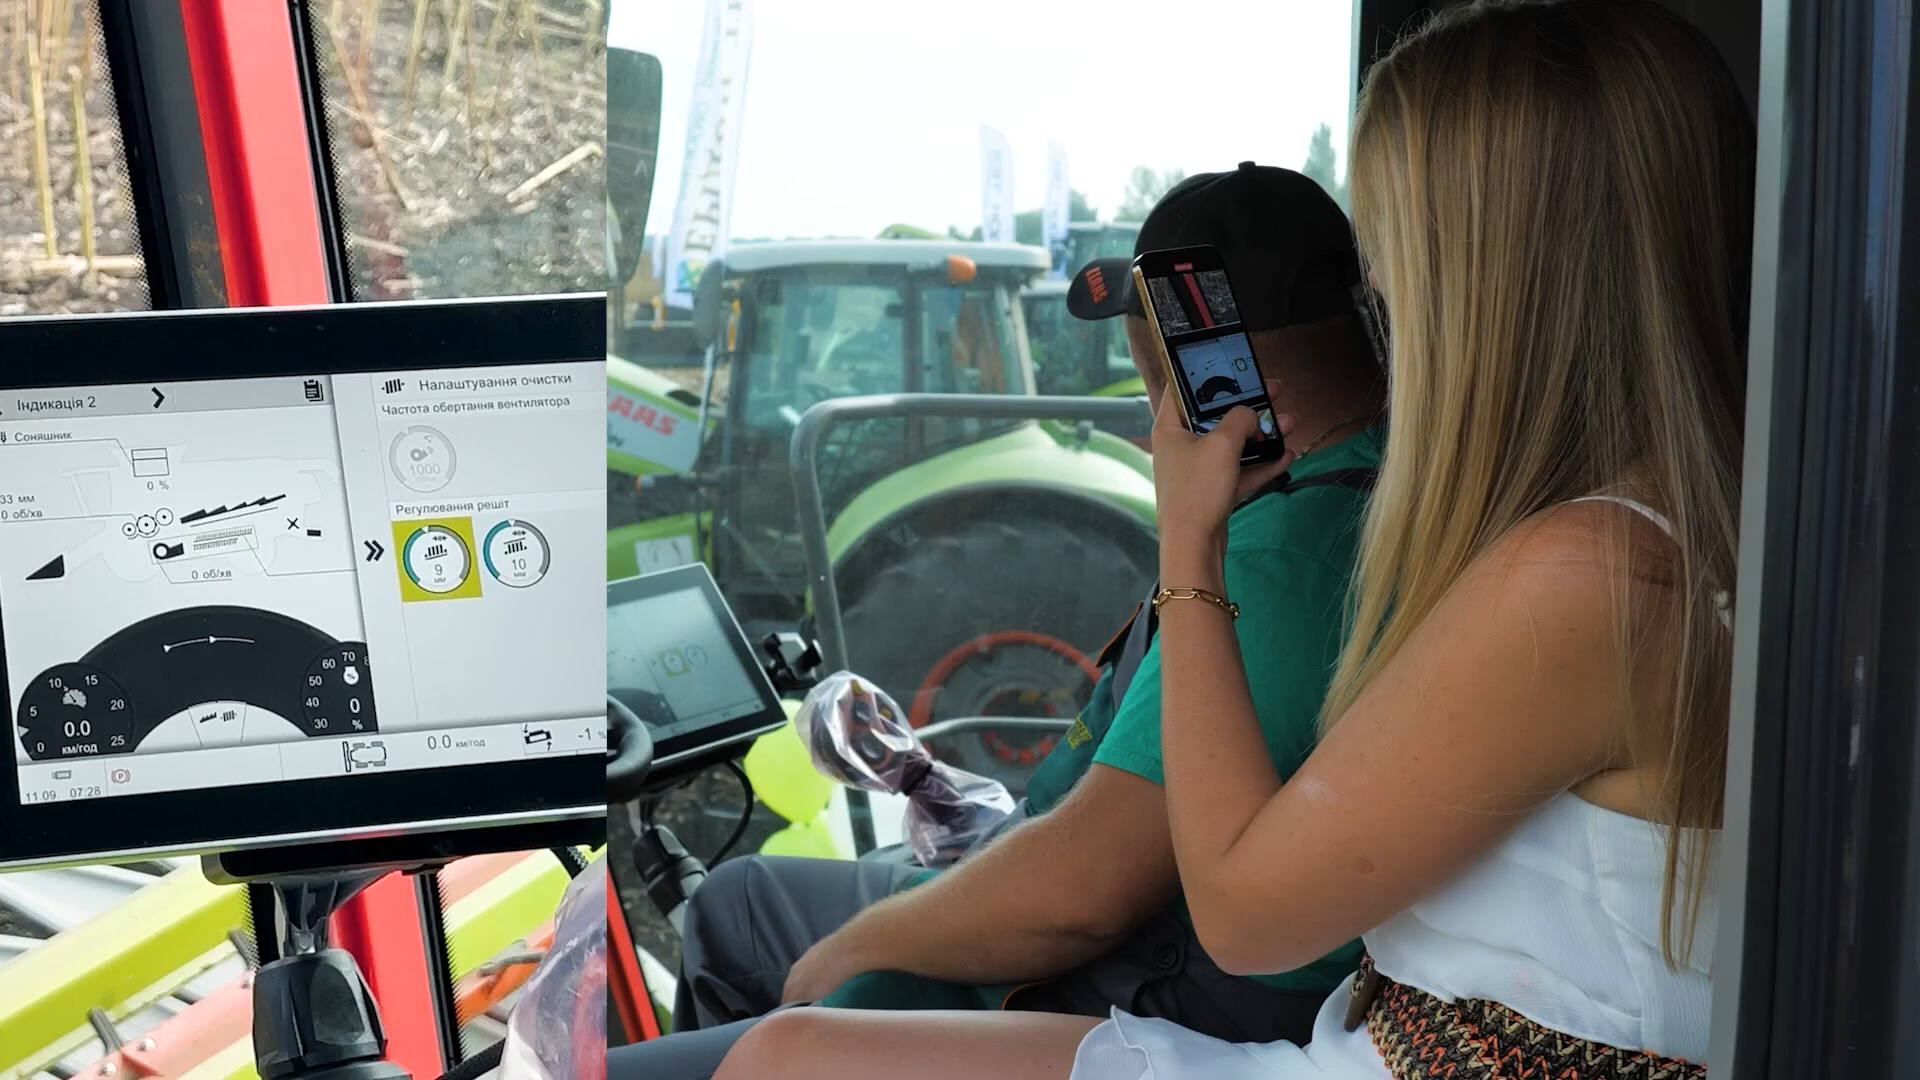 Індикація 2
Соняшник
0 %
33 мм
0 об/хв
0 об/хв
5 10 15 20 25 0
0.0
км/год
30 40 50 60 70
0
%
Налаштування очистки
Частота обертання вентилятора
1000
Регулювання решіт
9
мм
10
мм
0.0 км/год
-1 %
11.09. 07:28
CLAAS
CLAAS